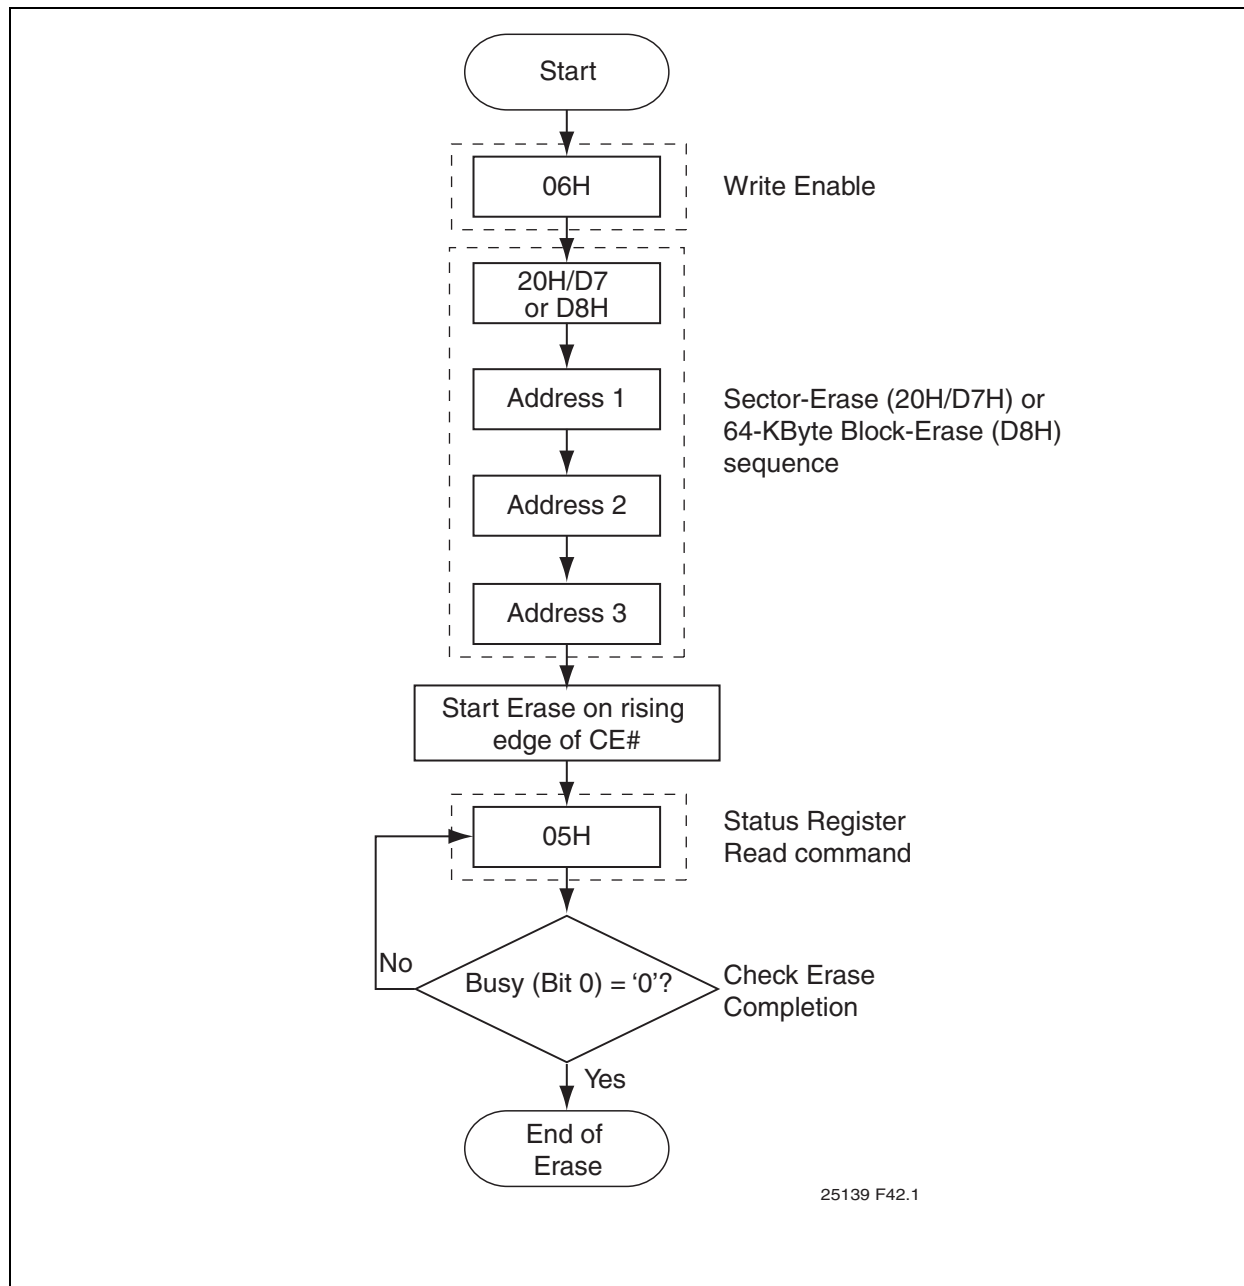 Start
06H
Write Enable
20H/D7
or D8H
Address 1
Sector-Erase (20H/D7H) or
64-KByte Block-Erase (D8H)
sequence
Address 2
Address 3
Start Erase on rising
edge of CE#
05H
Status Register
Read command
No
Busy (Bit 0) = ‘0’?
Check Erase
Completion
Yes
End of
Erase
25139 F42.1